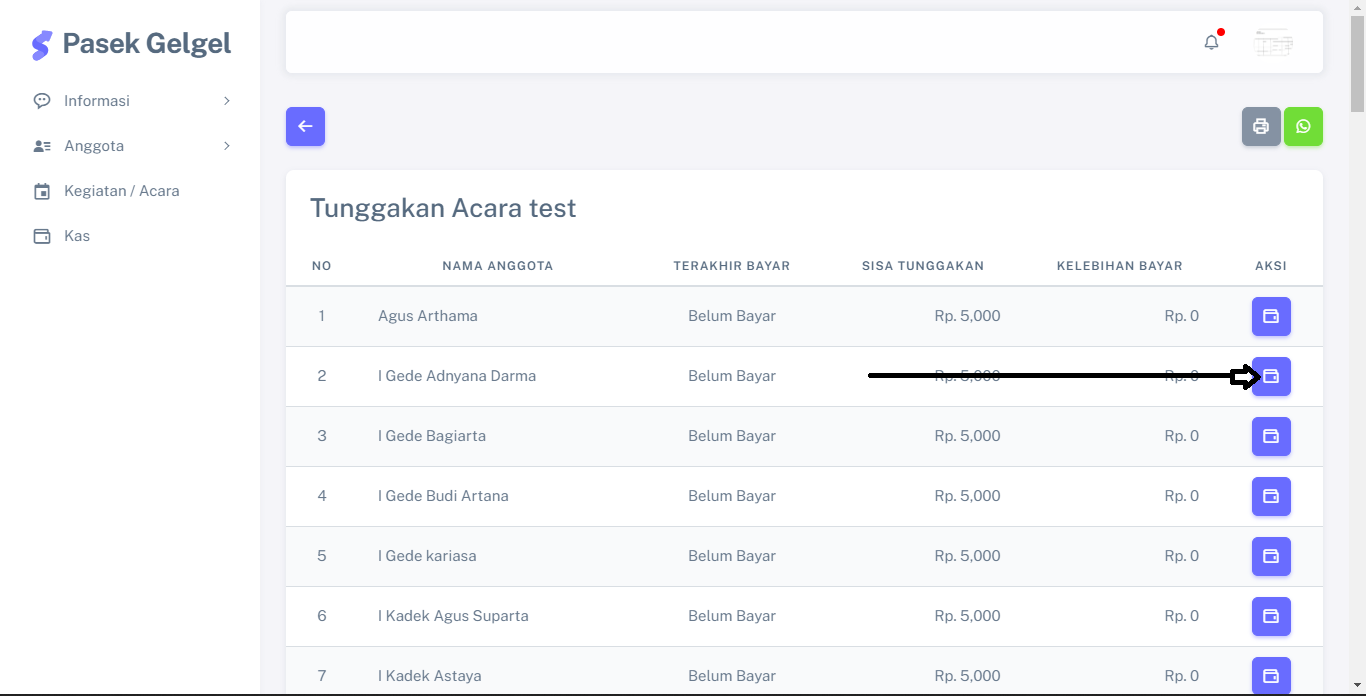 Pasek Gelgel
Informasi
Anggota
Kegiatan / Acara
Kas
Tunggakan Acara test
NO NAMA ANGGOTA TERAKHIR BAYAR SISA TUNGGAKAN KELEBIHAN BAYAR AKSI
1 Agus Arthama Belum Bayar Rp. 5,000 Rp. 0
2 I Gede Adnyana Darma Belum Bayar Rp. 5,000 Rp. 0
3 I Gede Bagiarta Belum Bayar Rp. 5,000 Rp. 0
4 I Gede Budi Artana Belum Bayar Rp. 5,000 Rp. 0
5 I Gede kariasa Belum Bayar Rp. 5,000 Rp. 0
6 I Kadek Agus Suparta Belum Bayar Rp. 5,000 Rp. 0
7 I Kadek Astaya Belum Bayar Rp. 5,000 Rp. 0